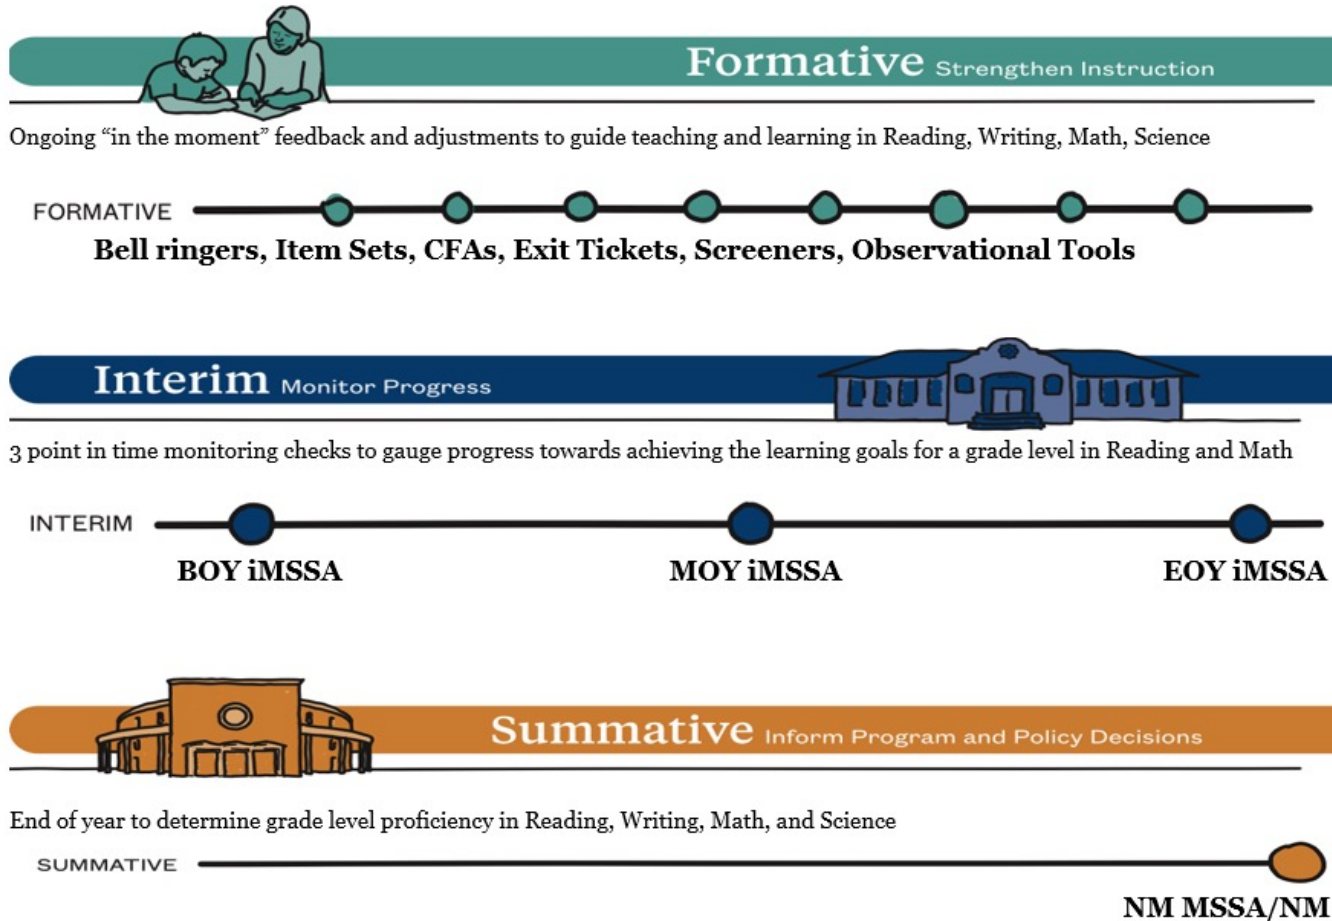 Formative Strengthen Instruction
Ongoing “in the moment” feedback and adjustments to guide teaching and learning in Reading, Writing, Math, Science
FORMATIVE
Bell ringers, Item Sets, CFAs, Exit Tickets, Screeners, Observational Tools
Interim Monitor Progress
3 point in time monitoring checks to gauge progress towards achieving the learning goals for a grade level in Reading and Math
INTERIM
BOY iMSSA MOY iMSSA EOY iMSSA
Summative Inform Program and Policy Decisions
End of year to determine grade level proficiency in Reading, Writing, Math, and Science
SUMMATIVE
NM MSSA/NM